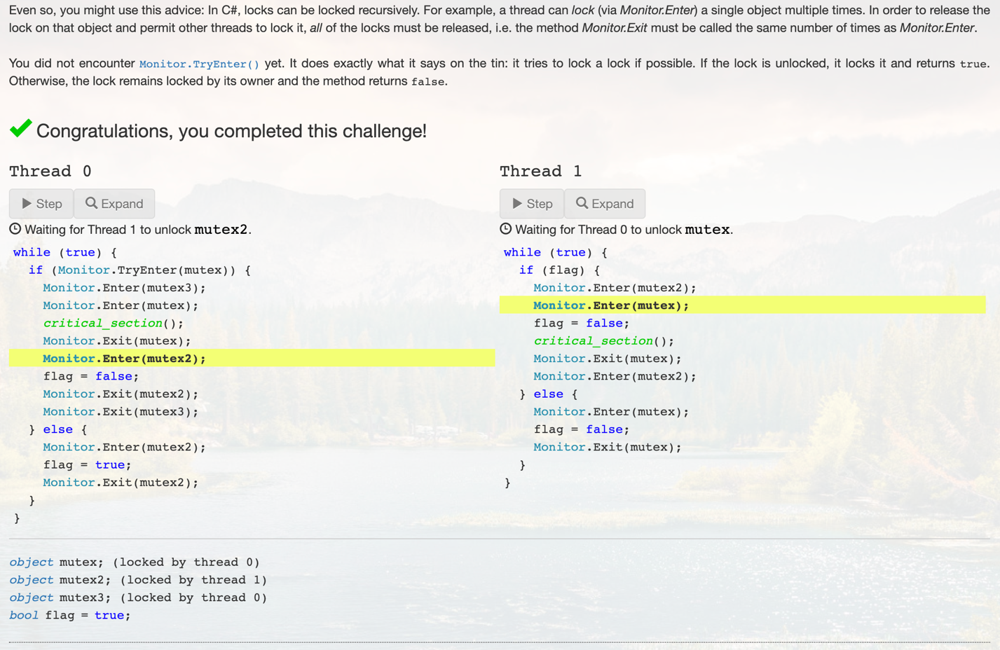 Even so, you might use this advice: In C#, locks can be locked recursively. For example, a thread can lock (via Monitor.Enter) a single object multiple times. In order to release the
lock on that object and permit other threads to lock it, all of the locks must be released, i.e. the method Monitor.Exit must be called the same number of times as Monitor.Enter.
You did not encounter Monitor.TryEnter() yet. It does exactly what it says on the tin: it tries to lock a lock if possible. If the lock is unlocked, it locks it and returns true.
Otherwise, the lock remains locked by its owner and the method returns false.
Congratulations, you completed this challenge!
Thread 0
Step
Expand
Waiting for Thread 1 to unlock mutex2.
while (true) {
  if (Monitor.TryEnter(mutex)) {
    Monitor.Enter(mutex3);
    Monitor.Enter(mutex);
    critical_section();
    Monitor.Exit(mutex);
    Monitor.Enter(mutex2);
    flag = false;
    Monitor.Exit(mutex2);
    Monitor.Exit(mutex3);
  } else {
    Monitor.Enter(mutex2);
    flag = true;
    Monitor.Exit(mutex2);
  }
}
Thread 1
Step
Expand
Waiting for Thread 0 to unlock mutex.
while (true) {
  if (flag) {
    Monitor.Enter(mutex2);
    Monitor.Enter(mutex);
    flag = false;
    critical_section();
    Monitor.Exit(mutex);
    Monitor.Enter(mutex2);
  } else {
    Monitor.Enter(mutex);
    flag = false;
    Monitor.Exit(mutex);
  }
}
object mutex; (locked by thread 0)
object mutex2; (locked by thread 1)
object mutex3; (locked by thread 0)
bool flag = true;